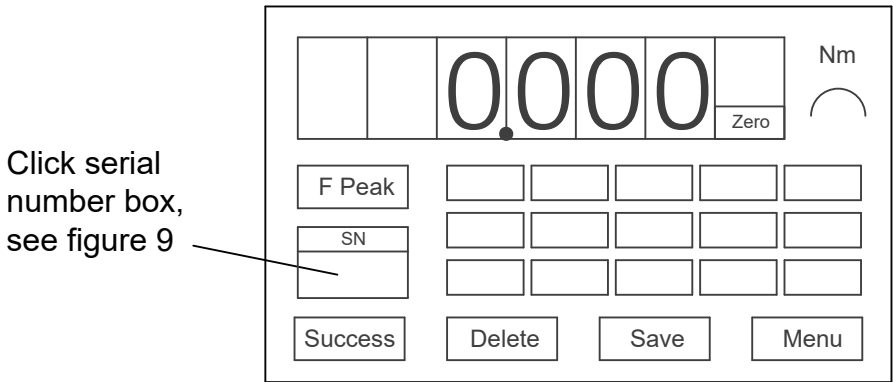 0.000
Nm
Zero
Click serial
number box,
see figure 9
F Peak
SN
Success
Delete
Save
Menu